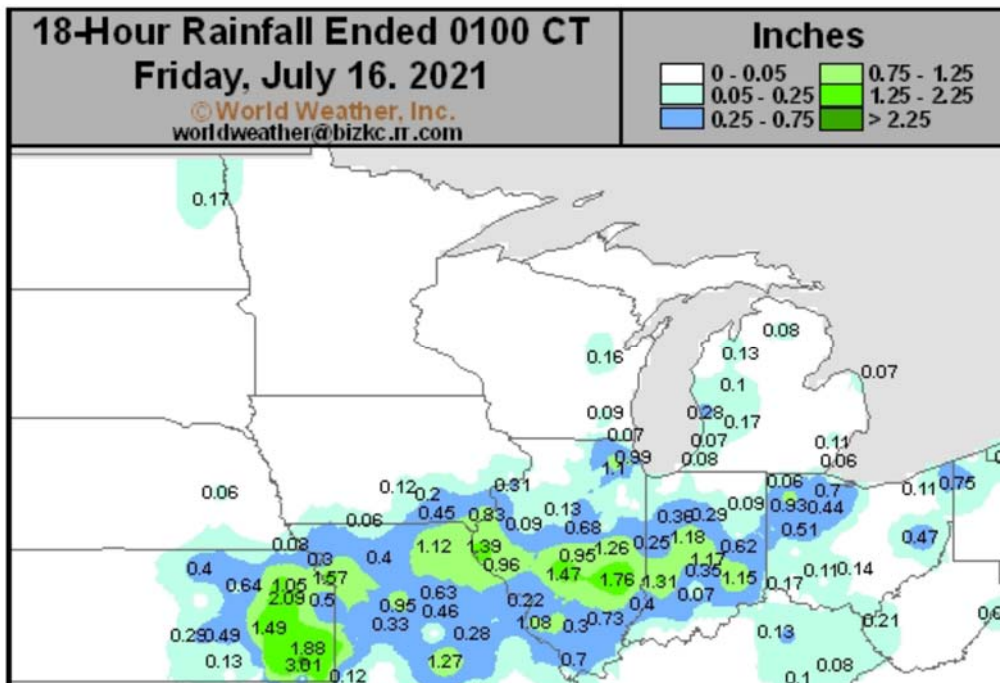 18-Hour Rainfall Ended 0100 CT
Friday, July 16. 2021
© World Weather, Inc.
worldweather@bizkc.rr.com
Inches
0 - 0.05 0.75 - 1.25
0.05 - 0.25 1.25 - 2.25
0.25 - 0.75 > 2.25
0.17
0.08
0.16 0.13
0.07
0.1
0.09 0.28 0.17
0.07 0.07 0.11
0.99 0.08 0.06
1.1
0.06 0.12 0.2 0.31 0.09 0.06 0.7 0.11 0.75
0.06 0.45 0.83 0.09 0.13 0.68 0.36 0.29 0.93 0.44
0.51 0.47
0.08 0.3 0.4 1.12 1.39 0.95 1.26 0.25 1.18 0.62
0.4 1.57 0.96 1.47 1.76 1.31 1.17 0.35 1.15 0.17 0.11 0.14
0.64 1.05 2.09 0.5 0.95 0.63 0.46 0.22 0.4 0.07
0.29 0.49 1.49 0.33 0.28 1.08 0.3 0.73 0.13 0.21
0.13 1.88 3.01 0.12 1.27 0.7 0.1 0.08